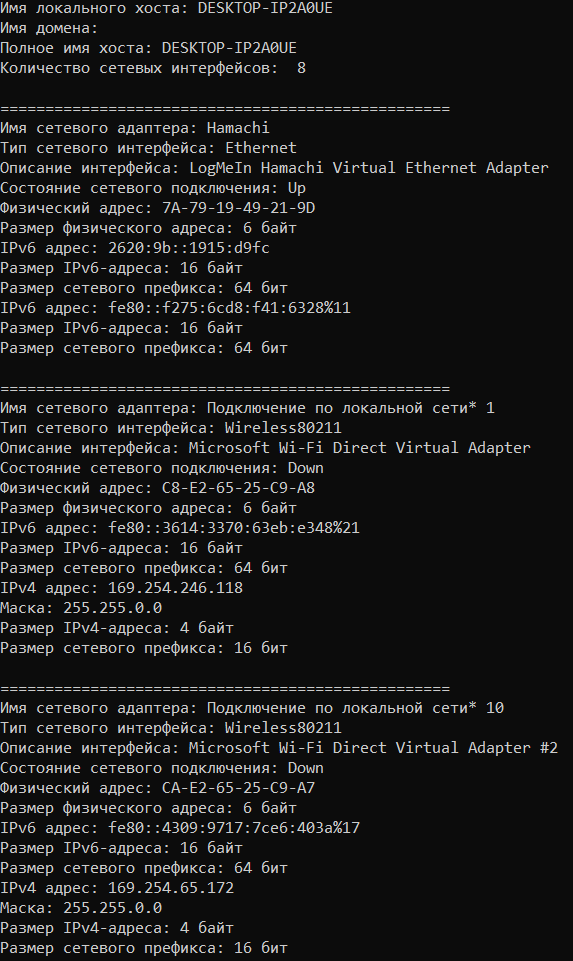 Имя локального хоста: DESKTOP-IP2A0UE
Имя домена:
Полное имя хоста: DESKTOP-IP2A0UE
Количество сетевых интерфейсов:  8
==================================================
Имя сетевого адаптера: Hamachi
Тип сетевого интерфейса: Ethernet
Описание интерфейса: LogMeIn Hamachi Virtual Ethernet Adapter
Состояние сетевого подключения: Up
Физический адрес: 7A-79-19-49-21-9D
Размер физического адреса: 6 байт
IPv6 адрес: 2620:9b::1915:d9fc
Размер IPv6-адреса: 16 байт
Размер сетевого префикса: 64 бит
IPv6 адрес: fe80::f275:6cd8:f41:6328%11
Размер IPv6-адреса: 16 байт
Размер сетевого префикса: 64 бит
==================================================
Имя сетевого адаптера: Подключение по локальной сети* 1
Тип сетевого интерфейса: Wireless80211
Описание интерфейса: Microsoft Wi-Fi Direct Virtual Adapter
Состояние сетевого подключения: Down
Физический адрес: C8-E2-65-25-C9-A8
Размер физического адреса: 6 байт
IPv6 адрес: fe80::3614:3370:63eb:e348%21
Размер IPv6-адреса: 16 байт
Размер сетевого префикса: 64 бит
IPv4 адрес: 169.254.246.118
Маска: 255.255.0.0
Размер IPv4-адреса: 4 байт
Размер сетевого префикса: 16 бит
==================================================
Имя сетевого адаптера: Подключение по локальной сети* 10
Тип сетевого интерфейса: Wireless80211
Описание интерфейса: Microsoft Wi-Fi Direct Virtual Adapter #2
Состояние сетевого подключения: Down
Физический адрес: CA-E2-65-25-C9-A7
Размер физического адреса: 6 байт
IPv6 адрес: fe80::4309:9717:7ce6:403a%17
Размер IPv6-адреса: 16 байт
Размер сетевого префикса: 64 бит
IPv4 адрес: 169.254.65.172
Маска: 255.255.0.0
Размер IPv4-адреса: 4 байт
Размер сетевого префикса: 16 бит